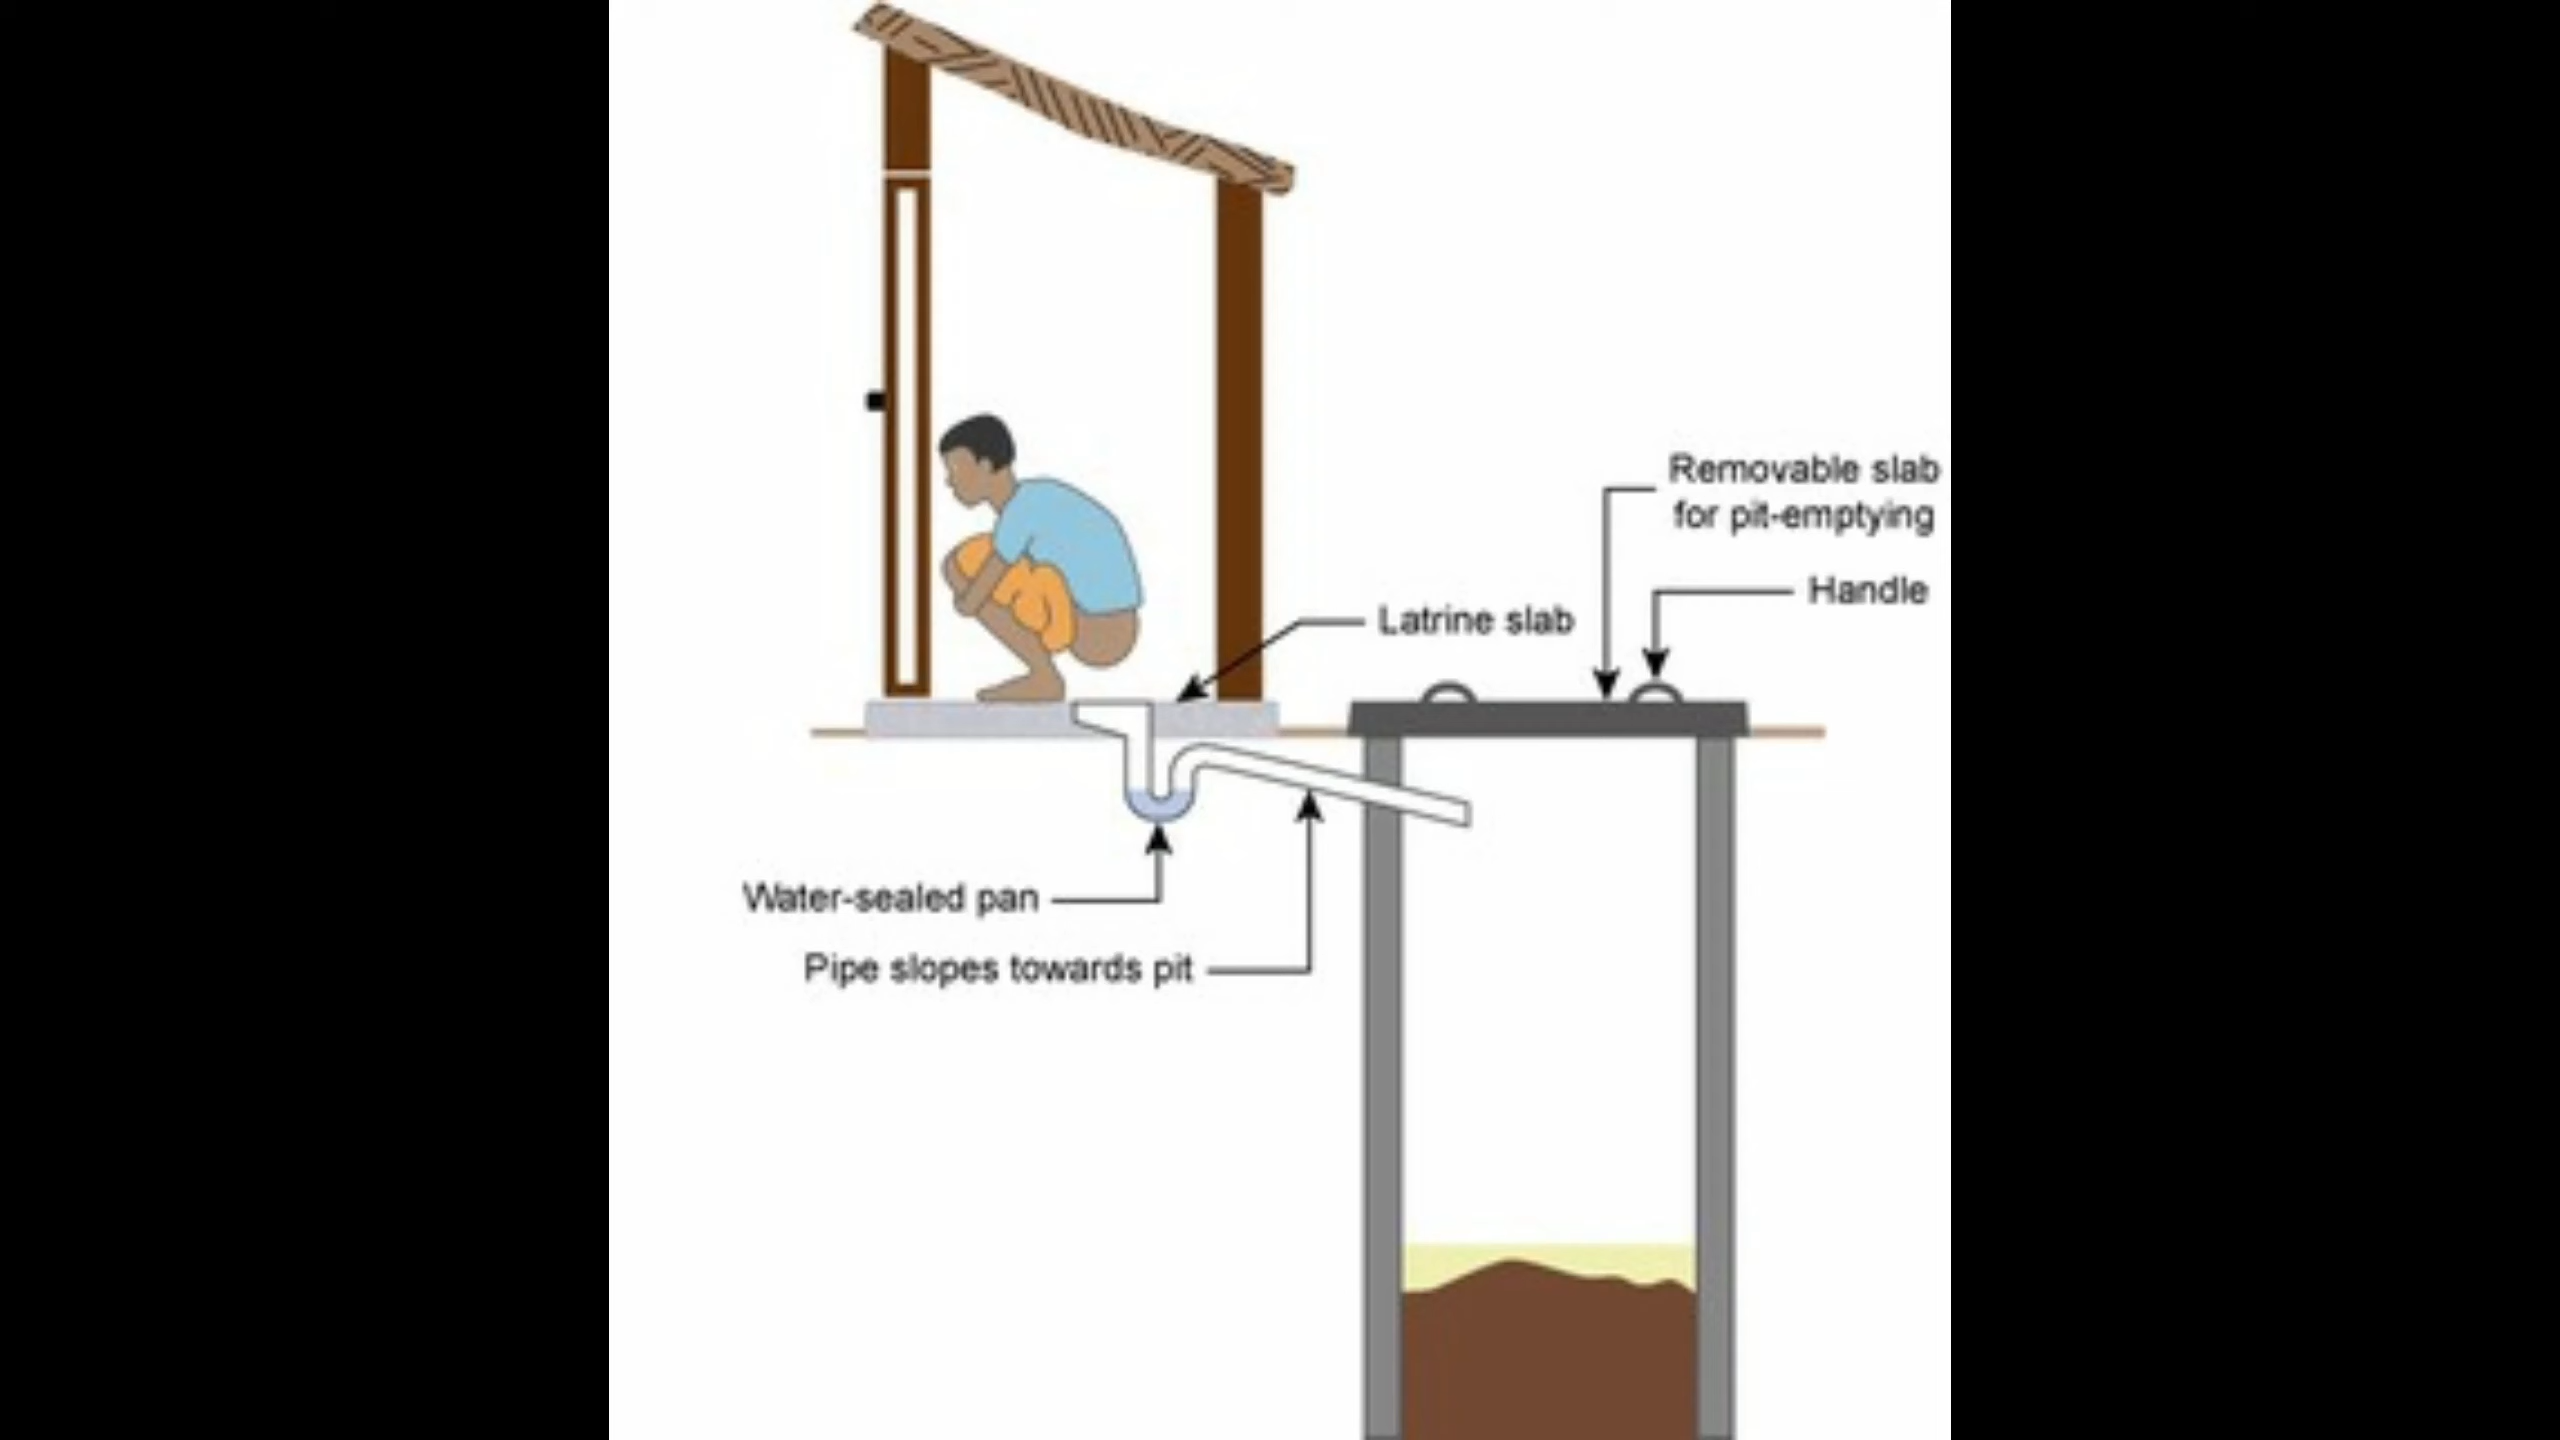 Removable slab
for pit-emptying
Handle
Latrine slab
Water-sealed pan
Pipe slopes towards pit